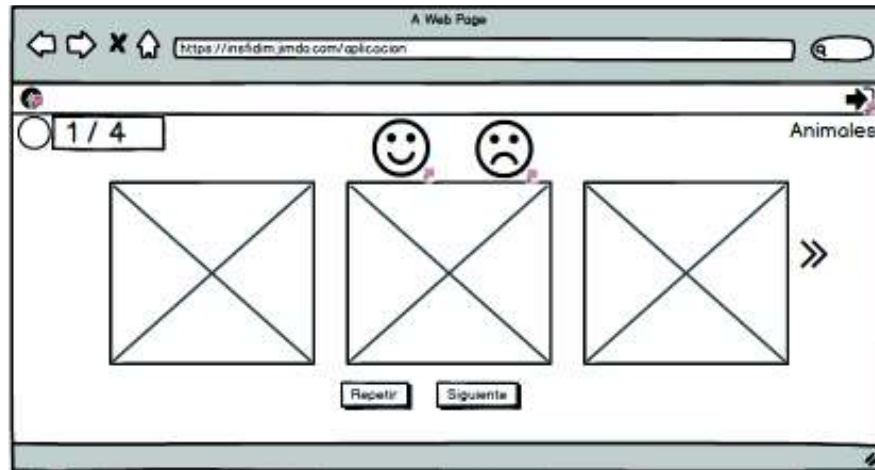 A Web Page
https://insfidim.jimdo.com/aplicacion
1 / 4
Animales
Repetir
Siguiente